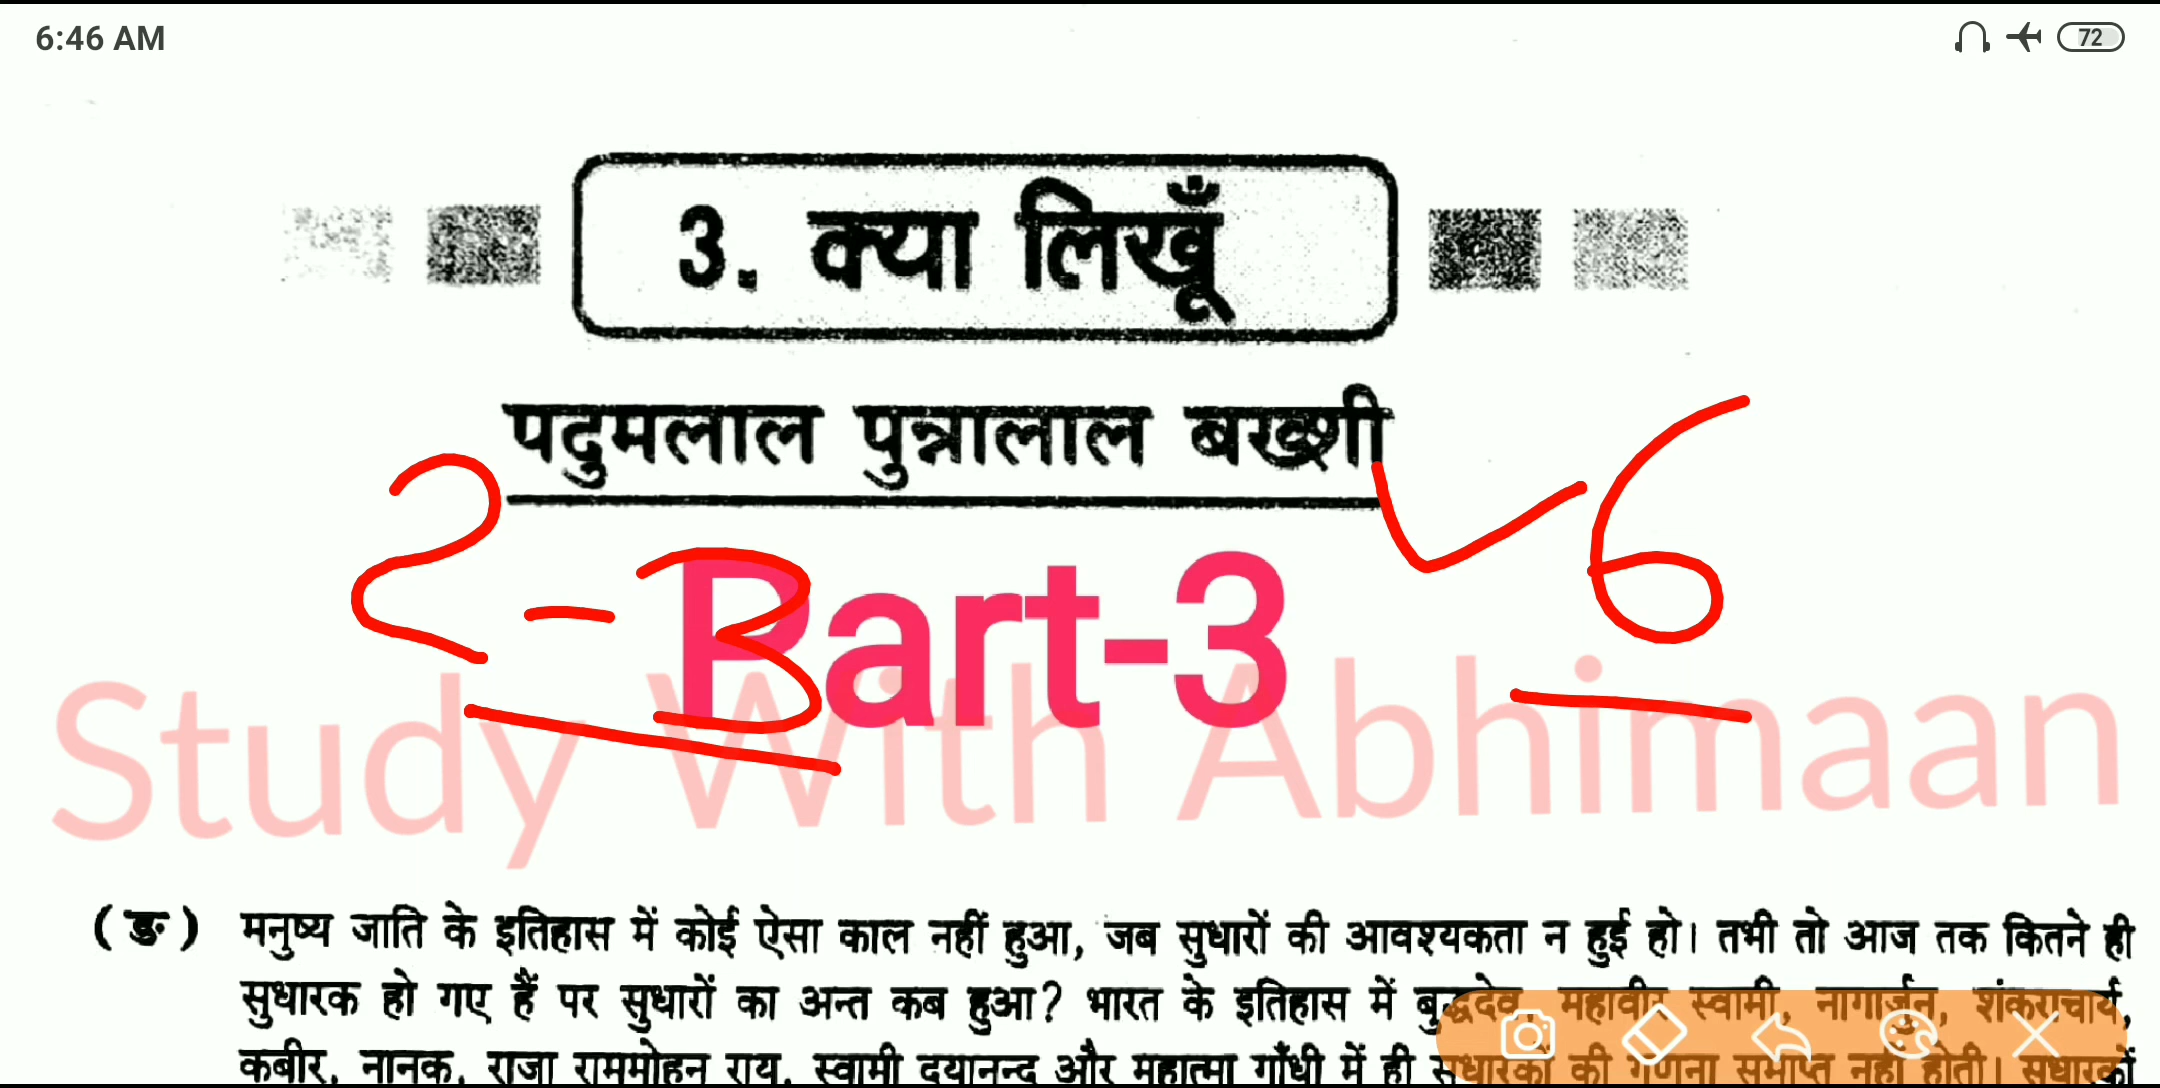 6:46 AM
72
3. क्या लिखूँ
पदुमलाल पुन्नालाल बख्शी
6
2-3
Part-3
Study With Abhimaan
(ङ) मनुष्य जाति के इतिहास में कोई ऐसा काल नहीं हुआ, जब सुधारों की आवश्यकता न हुई हो। तभी तो आज तक कितने ही
सुधारक हो गए हैं पर सुधारों का अन्त कब हुआ? भारत के इतिहास में बुद्धदेव, महावीर स्वामी, नागार्जुन, शंकराचार्य,
कबीर, नानक, राजा राममोहन राय, स्वामी दयानन्द और महात्मा गाँधी में ही सुधारकों की गणना समाप्त नहीं होती। सुधारकों